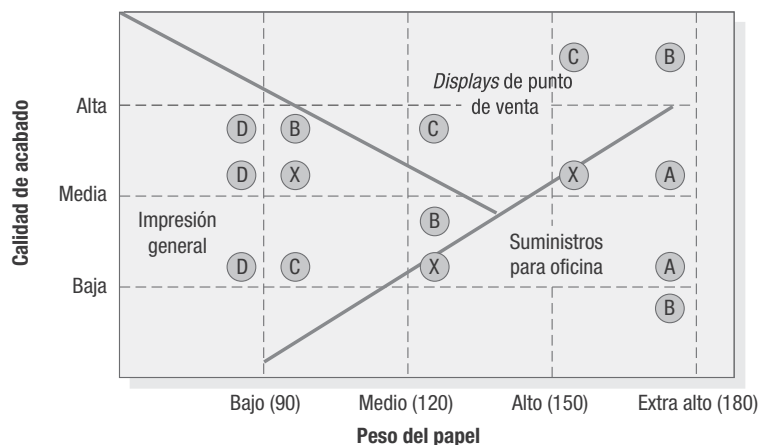 Calidad de acabado
Alta
Media
Baja
C
B
Displays de punto
de venta
D
B
C
D
X
X
A
Impresión
general
B
Suministros
para oficina
D
C
X
A
B
Bajo (90)
Medio (120)
Alto (150)
Extra alto (180)
Peso del papel